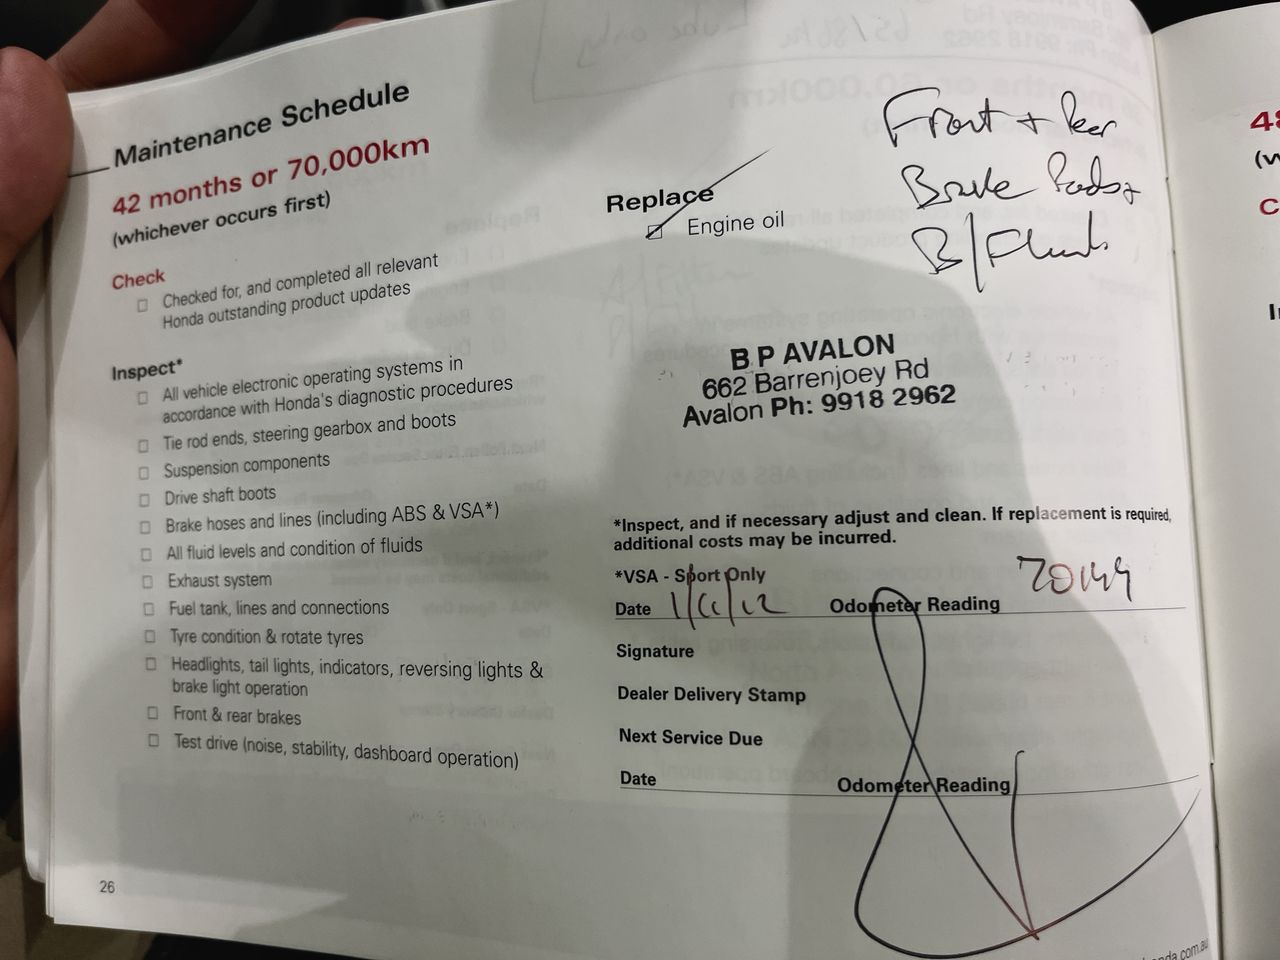 Maintenance Schedule
42 months or 70,000km
(whichever occurs first)
Check
Checked for, and completed all relevant
Honda outstanding product updates
Inspect*
All vehicle electronic operating systems in
accordance with Honda's diagnostic procedures
Tie rod ends, steering gearbox and boots
Suspension components
Drive shaft boots
Brake hoses and lines (including ABS & VSA*)
All fluid levels and condition of fluids
Exhaust system
Fuel tank, lines and connections
Tyre condition & rotate tyres
Headlights, tail lights, indicators, reversing lights &
brake light operation
Front & rear brakes
Test drive (noise, stability, dashboard operation)
26
Front + Rear
Brake Pads +
B/Fluid
Replace
Engine oil
B P AVALON
662 Barrenjoey Rd
Avalon Ph: 9918 2962
*Inspect, and if necessary adjust and clean. If replacement is required,
additional costs may be incurred.
*VSA - Sport Only
Date Odometer Reading
Signature
Dealer Delivery Stamp
Next Service Due
Date Odometer Reading